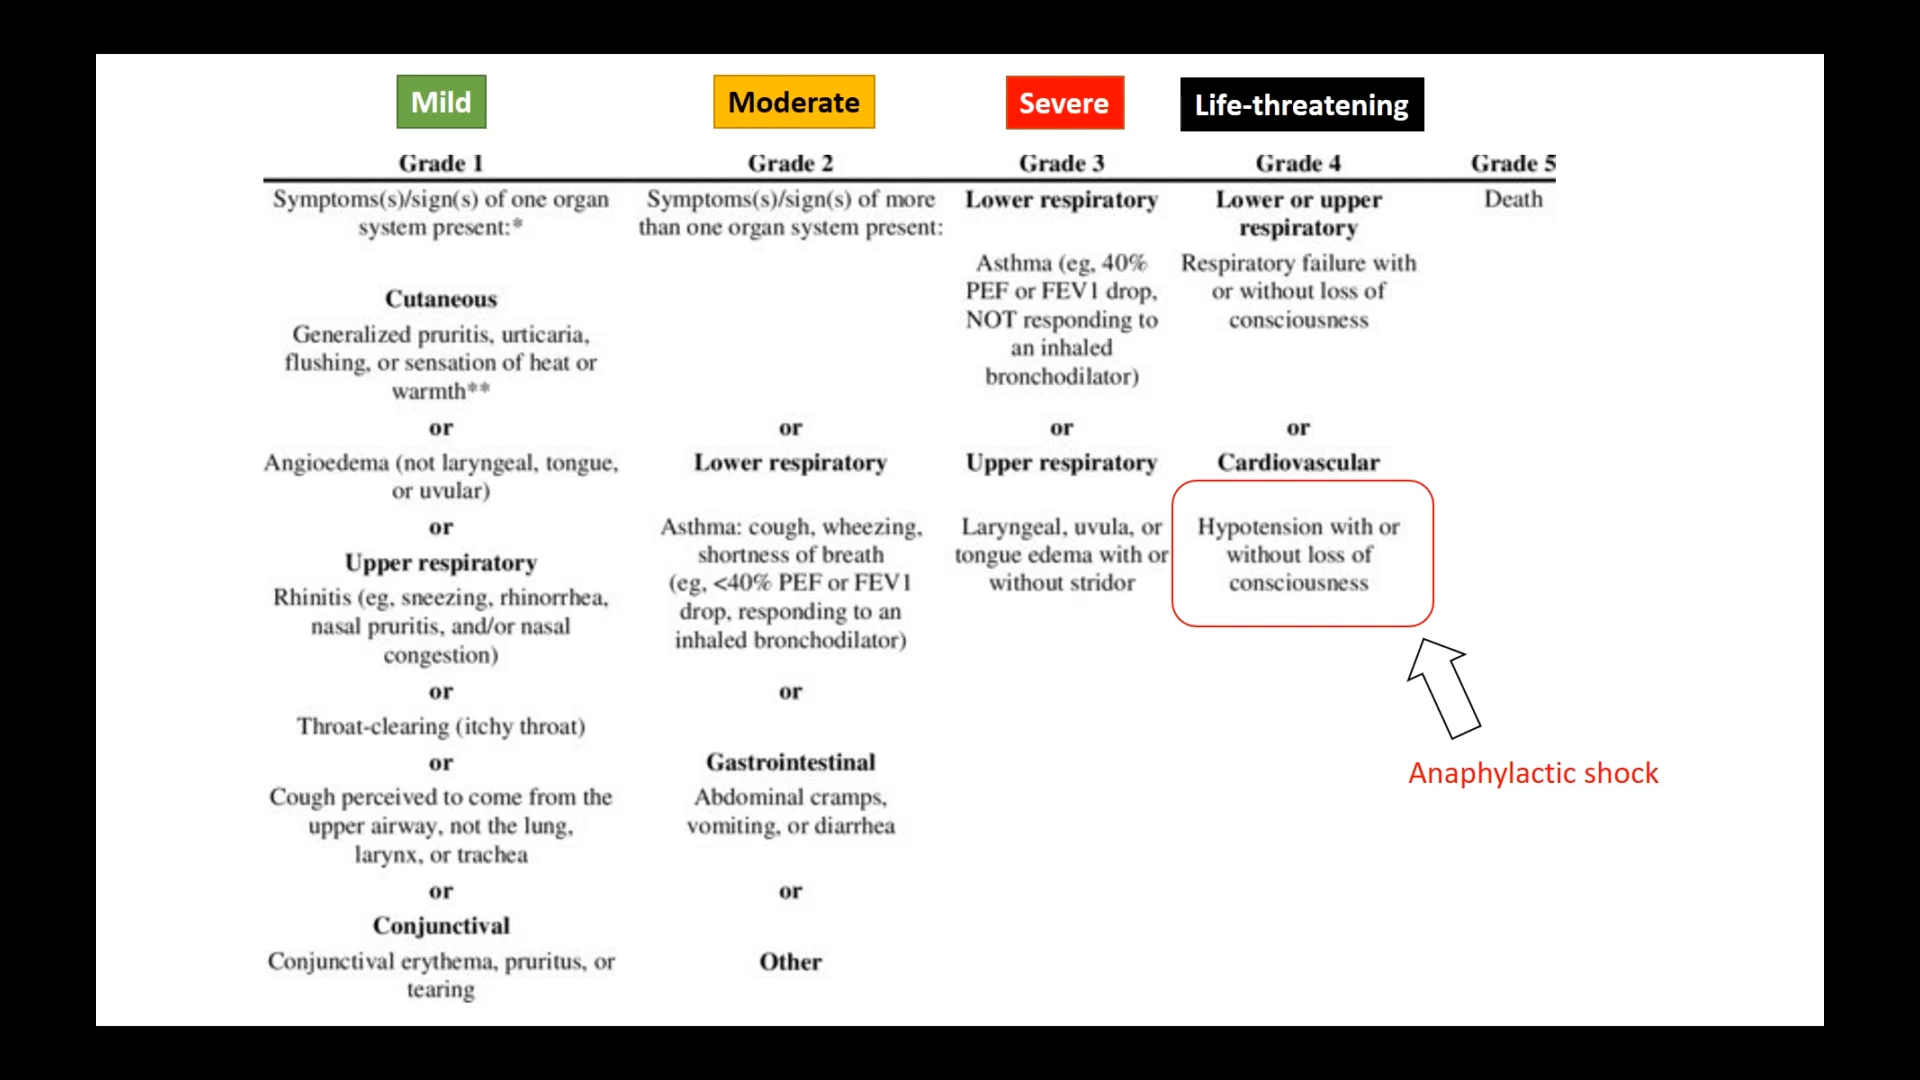 Mild
Moderate
Severe
Life-threatening
Grade 1
Grade 2
Grade 3
Grade 4
Grade 5
Symptoms(s)/sign(s) of one organ
system present:*
Cutaneous
Generalized pruritis, urticaria,
flushing, or sensation of heat or
warmth**
or
Angioedema (not laryngeal, tongue,
or uvular)
or
Upper respiratory
Rhinitis (eg, sneezing, rhinorrhea,
nasal pruritis, and/or nasal
congestion)
or
Throat-clearing (itchy throat)
or
Cough perceived to come from the
upper airway, not the lung,
larynx, or trachea
or
Conjunctival
Conjunctival erythema, pruritus, or
tearing
Symptoms(s)/sign(s) of more
than one organ system present:
or
Lower respiratory
Asthma: cough, wheezing,
shortness of breath
(eg, <40% PEF or FEV1
drop, responding to an
inhaled bronchodilator)
or
Gastrointestinal
Abdominal cramps,
vomiting, or diarrhea
or
Other
Lower respiratory
Asthma (eg, 40%
PEF or FEV1 drop,
NOT responding to
an inhaled
bronchodilator)
or
Upper respiratory
Laryngeal, uvula, or
tongue edema with or
without stridor
Lower or upper
respiratory
Respiratory failure with
or without loss of
consciousness
or
Cardiovascular
Hypotension with or
without loss of
consciousness
Death
Anaphylactic shock